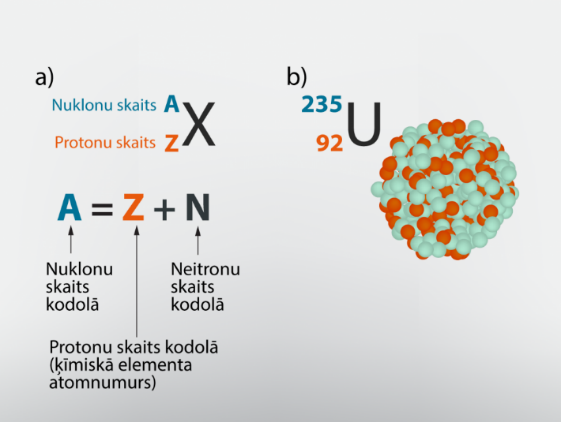 a)
Nuklonu skaits A
X
Protonu skaits Z
A = Z + N
Nuklonu
skaits
kodolā
Neitronu
skaits
kodolā
Protonu skaits kodolā
(ķīmiskā elementa
atomnumurs)
b)
235
U
92